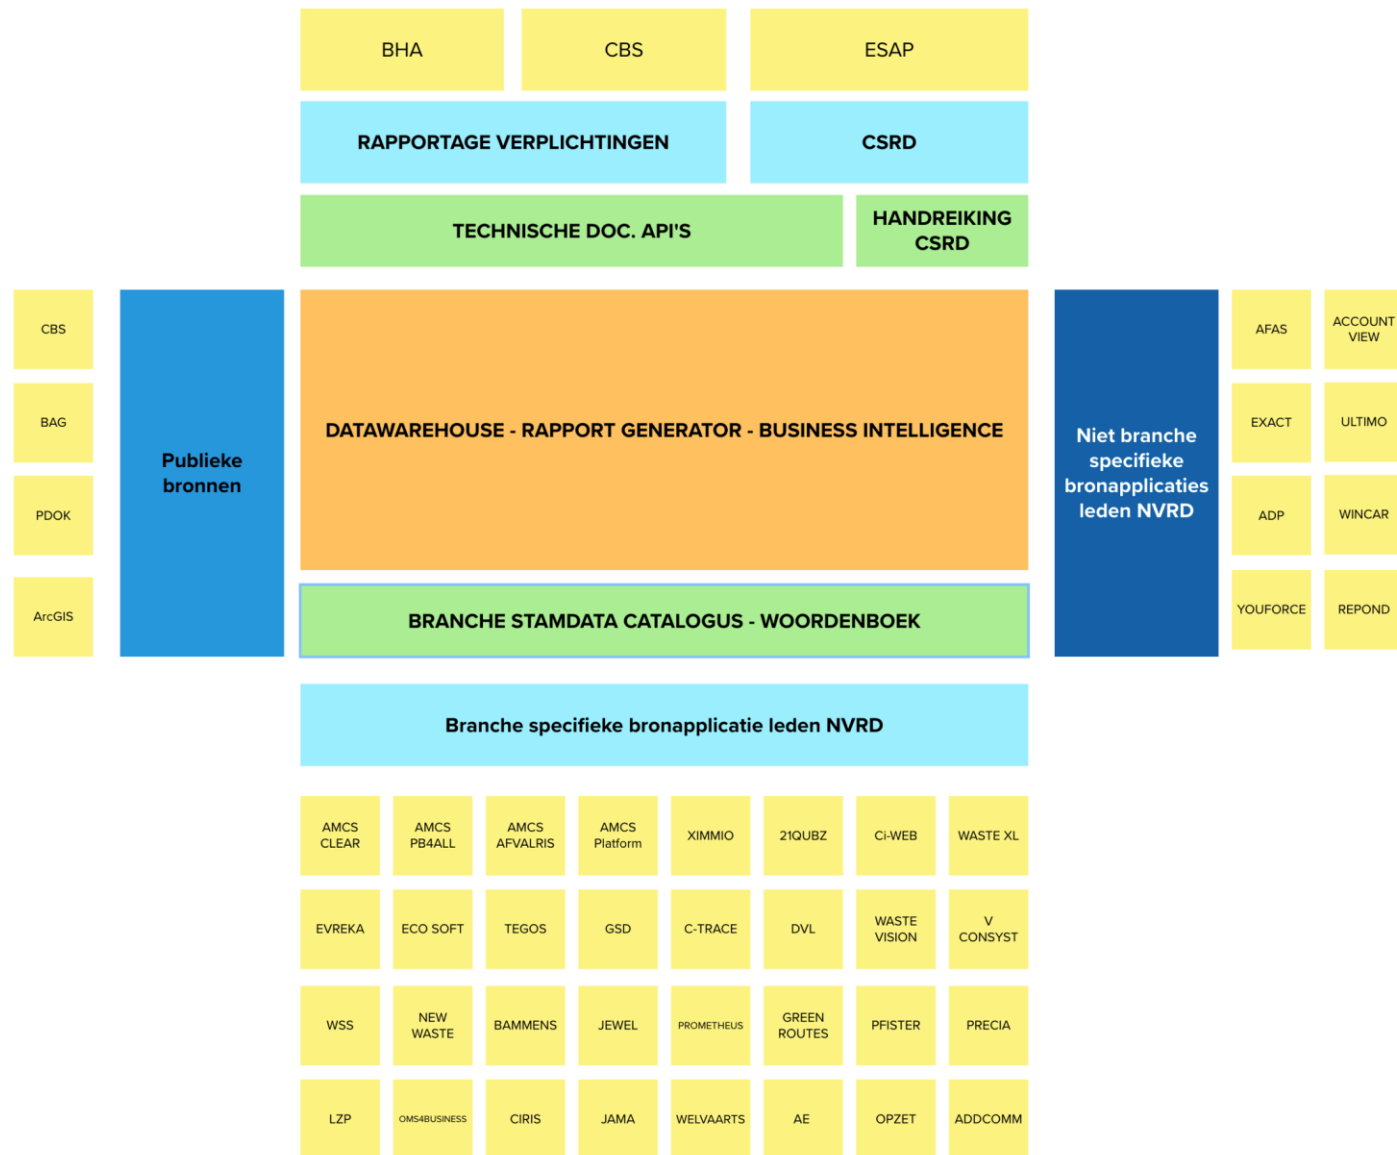 BHA
CBS
ESAP
RAPPORTAGE VERPLICHTINGEN
CSRD
TECHNISCHE DOC. API'S
HANDREIKING
CSRD
CBS
BAG
PDOK
ArcGIS
Publieke
bronnen
DATAWAREHOUSE - RAPPORT GENERATOR - BUSINESS INTELLIGENCE
BRANCHE STAMDATA CATALOGUS - WOORDENBOEK
Niet branche
specifieke
bronapplicaties
leden NVRD
AFAS
ACCOUNT
VIEW
EXACT
ULTIMO
ADP
WINCAR
YOUFORCE
REPOND
Branche specifieke bronapplicatie leden NVRD
AMCS
CLEAR
AMCS
PB4ALL
AMCS
AFVALRIS
AMCS
Platform
XIMMIO
21QUBZ
Ci-WEB
WASTE XL
EVREKA
ECO SOFT
TEGOS
GSD
C-TRACE
DVL
WASTE
VISION
V
CONSYST
WSS
NEW
WASTE
BAMMENS
JEWEL
PROMETHEUS
GREEN
ROUTES
PFISTER
PRECIA
LZP
OMS4BUSINESS
CIRIS
JAMA
WELVAARTS
AE
OPZET
ADDCOMM